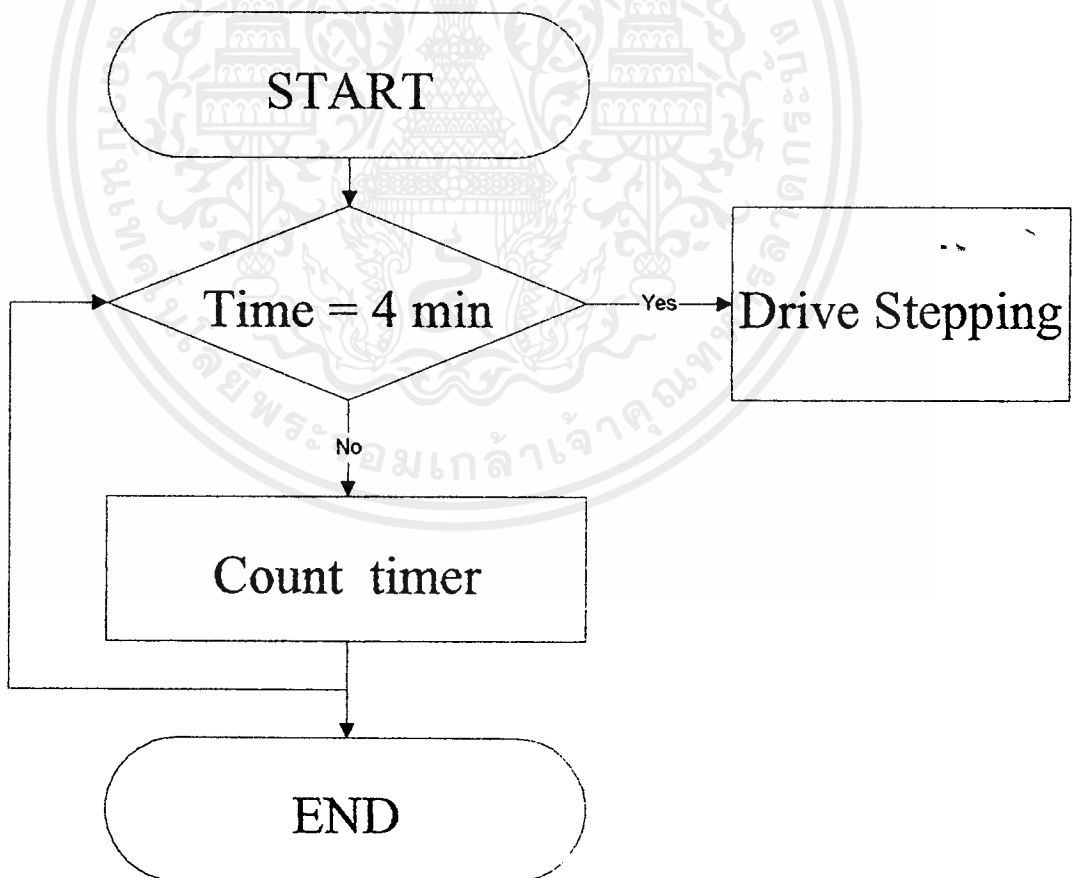 START
Time = 4 min
Yes
Drive Stepping
No
Count timer
END